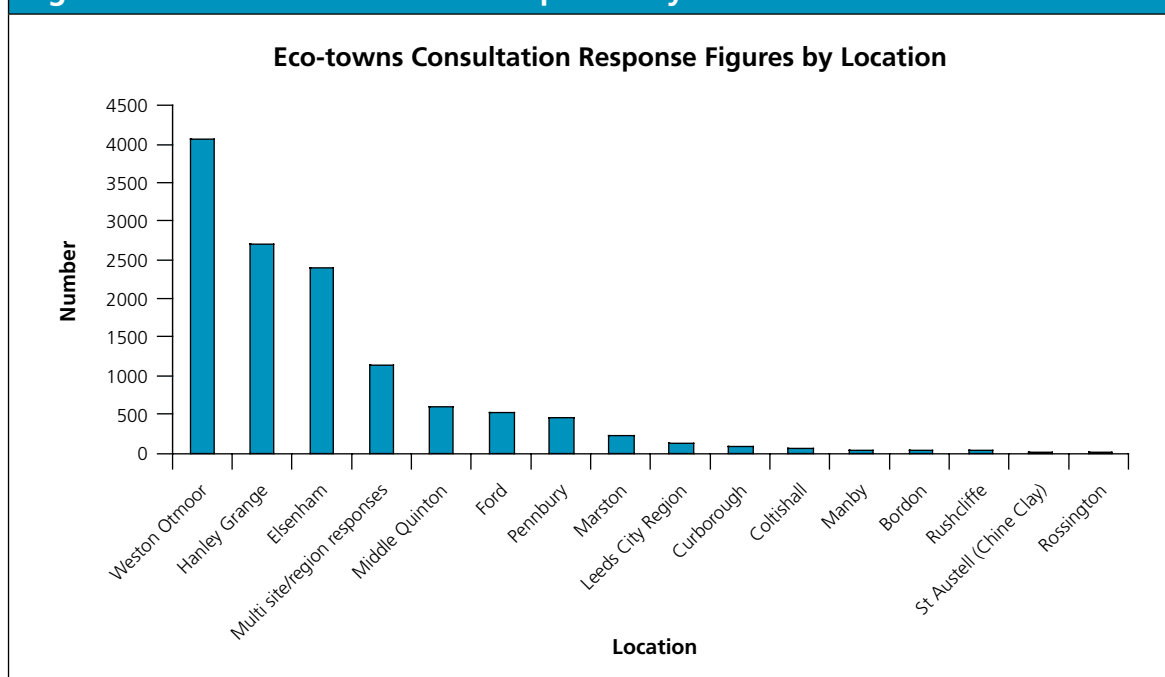 Eco-towns Consultation Response Figures by Location
Number
4500
4000
3500
3000
2500
2000
1500
1000
500
0
Weston Otmoor
Hanley Grange
Elsenham
Multi site/region responses
Middle Quinton
Ford
Pennbury
Marston
Leeds City Region
Curborough
Coltishall
Manby
Bordon
Rushcliffe
St Austell (Chine Clay)
Rossington
Location